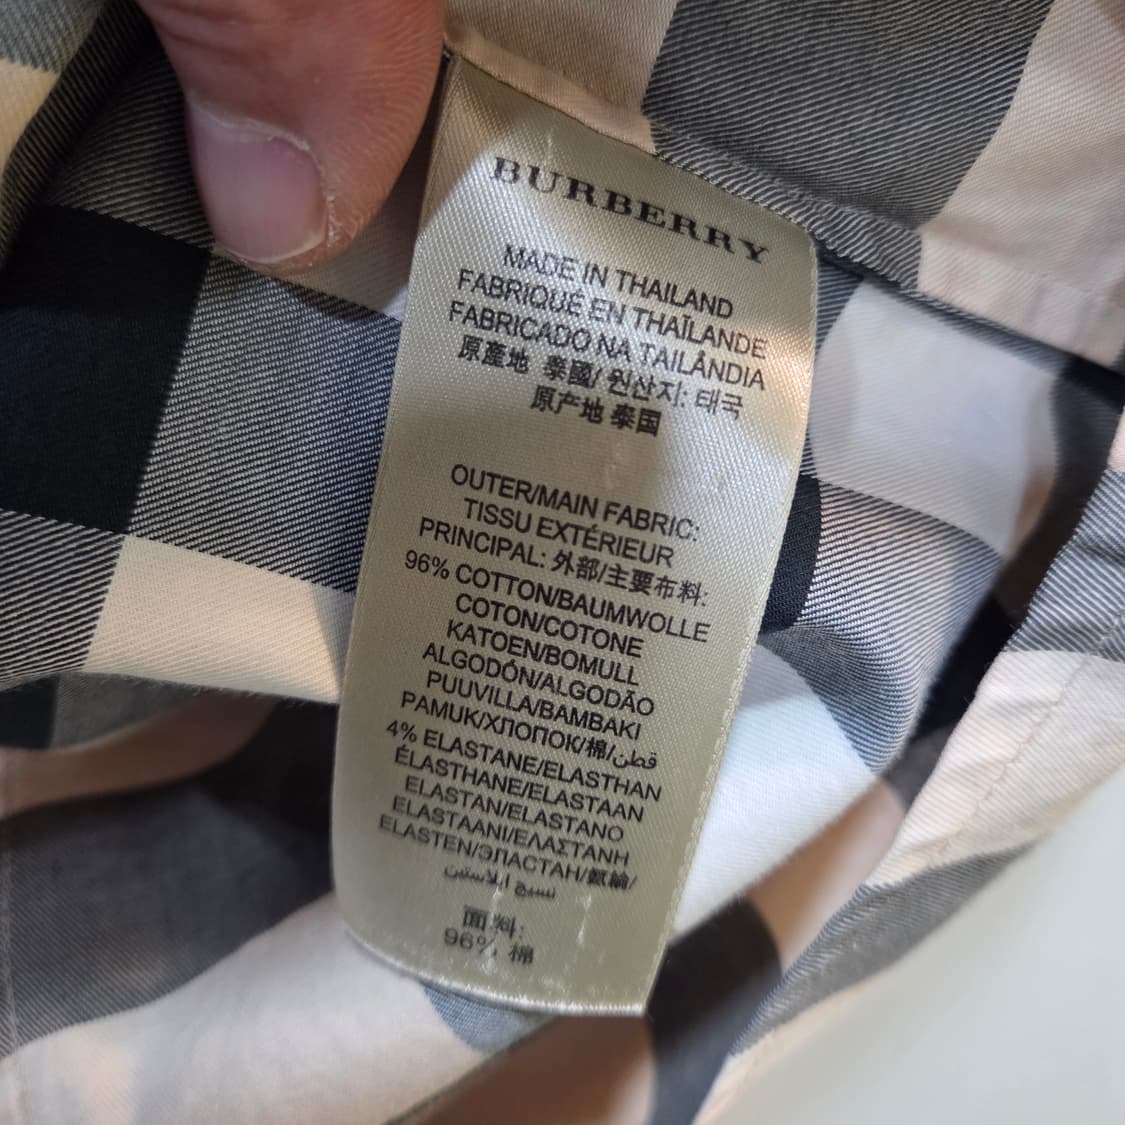 BURBERRY
MADE IN THAILAND
FABRIQUÉ EN THAÏLANDE
FABRICADO NA TAILÂNDIA
原產地 泰國/ 원산지: 태국
原产地 泰国
OUTER/MAIN FABRIC:
TISSU EXTÉRIEUR
PRINCIPAL: 外部/主要布料:
96% COTTON/BAUMWOLLE
COTON/COTONE
KATOEN/BOMULL
ALGODÓN/ALGODÃO
PUUVILLA/BAMBAKI
PAMUK/ХЛОПОК/棉/قطن
4% ELASTANE/ELASTHAN
ÉLASTHANE/ELASTAAN
ELASTAN/ELASTANO
ELASTAANI/ΕΛΑΣΤΑΝΗ
ELASTEN/ЭЛАСТАН/氨綸/
نسيج ايلاستين
面料:
96% 棉